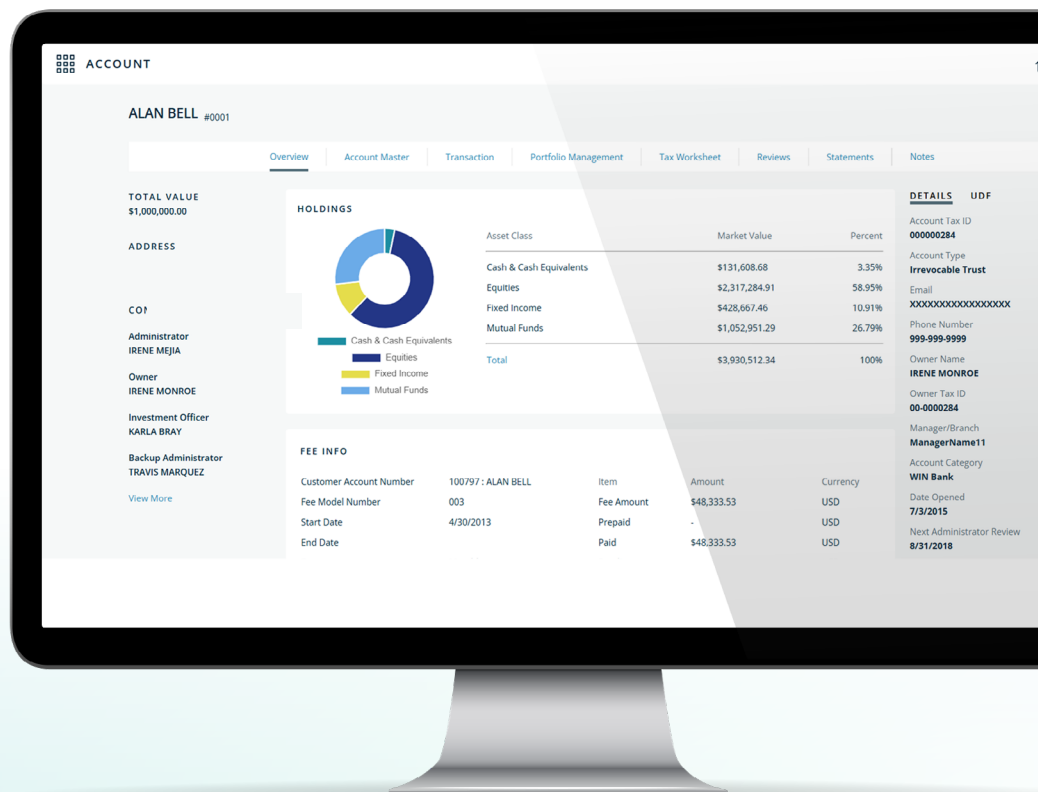 ACCOUNT
ALAN BELL #0001
Overview Account Master Transaction Portfolio Management Tax Worksheet Reviews Statements Notes
TOTAL VALUE
$1,000,000.00
ADDRESS
Administrator
IRENE MEJIA
Owner
IRENE MONROE
Investment Officer
KARLA BRAY
Backup Administrator
TRAVIS MARQUEZ
View More
HOLDINGS
Cash & Cash Equivalents
Equities
Fixed Income
Mutual Funds
Asset Class Market Value Percent
Cash & Cash Equivalents $131,608.68 3.35%
Equities $2,317,284.91 58.95%
Fixed Income $428,667.46 10.91%
Mutual Funds $1,052,951.29 26.79%
Total $3,930,512.34 100%
FEE INFO
Customer Account Number 100797 : ALAN BELL Item Amount Currency
Fee Model Number 003 Fee Amount $48,333.53 USD
Start Date 4/30/2013 Prepaid - USD
End Date Paid $48,333.53 USD
DETAILS UDF
Account Tax ID
000000284
Account Type
Irrevocable Trust
Email
XXXXXXXXXXXXXXXXX
Phone Number
999-999-9999
Owner Name
IRENE MONROE
Owner Tax ID
00-0000284
Manager/Branch
ManagerName11
Account Category
WIN Bank
Date Opened
7/3/2015
Next Administrator Review
8/31/2018